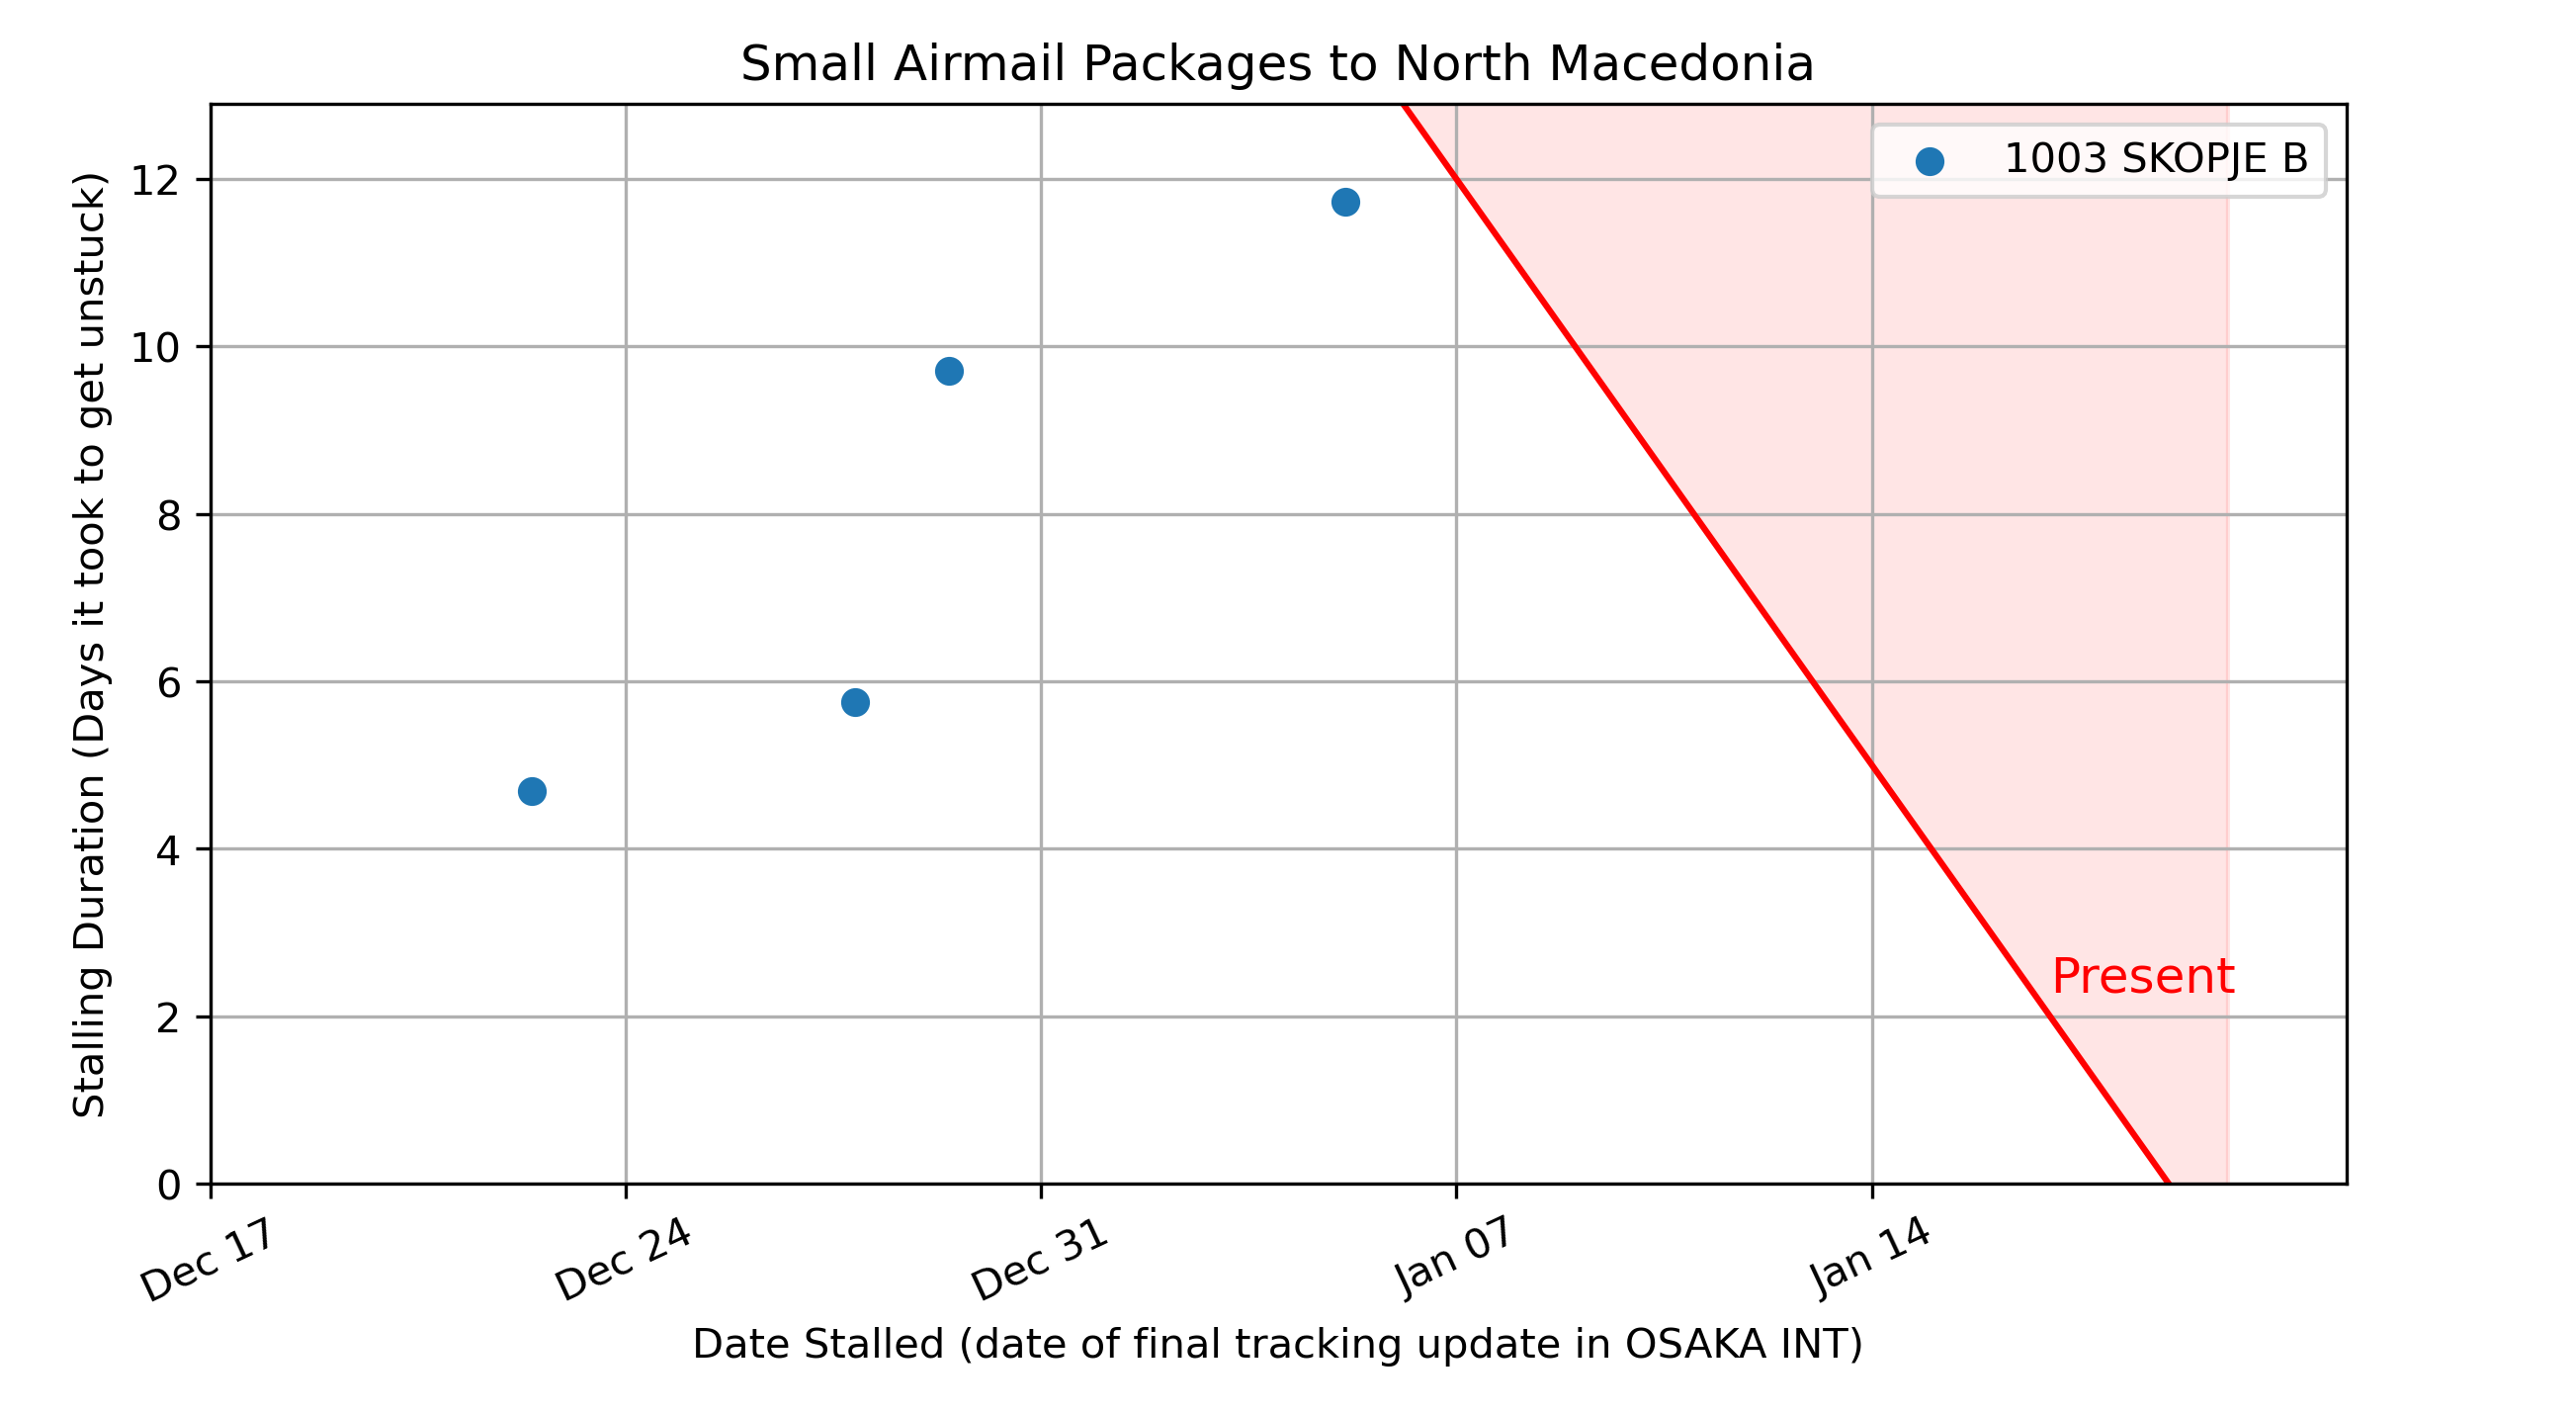 Small Airmail Packages to North Macedonia
1003 SKOPJE B
Stalling Duration (Days it took to get unstuck)
12
10
8
6
4
2
0
Present
Dec 17
Dec 24
Dec 31
Jan 07
Jan 14
Date Stalled (date of final tracking update in OSAKA INT)